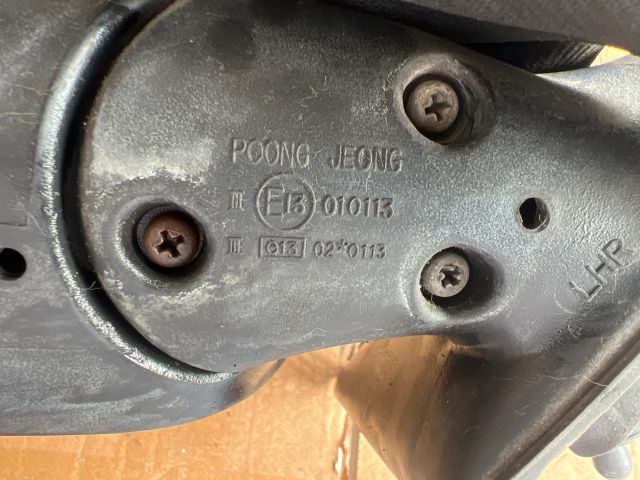 POONG JEONG
III E13 010113
III e13 02*0113
LHR